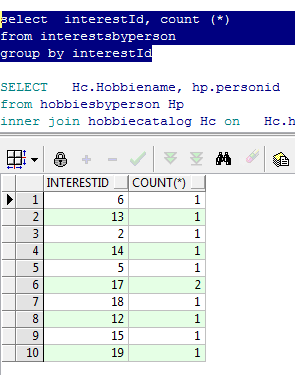 select interestId, count (*)
from interestsbyperson
group by interestId
SELECT Hc.Hobbiename, hp.personid
from hobbiesbyperson Hp
inner join hobbiecatalog Hc on Hc.h
INTERESTID COUNT(*)
1 6 1
2 13 1
3 2 1
4 14 1
5 5 1
6 17 2
7 18 1
8 12 1
9 15 1
10 19 1